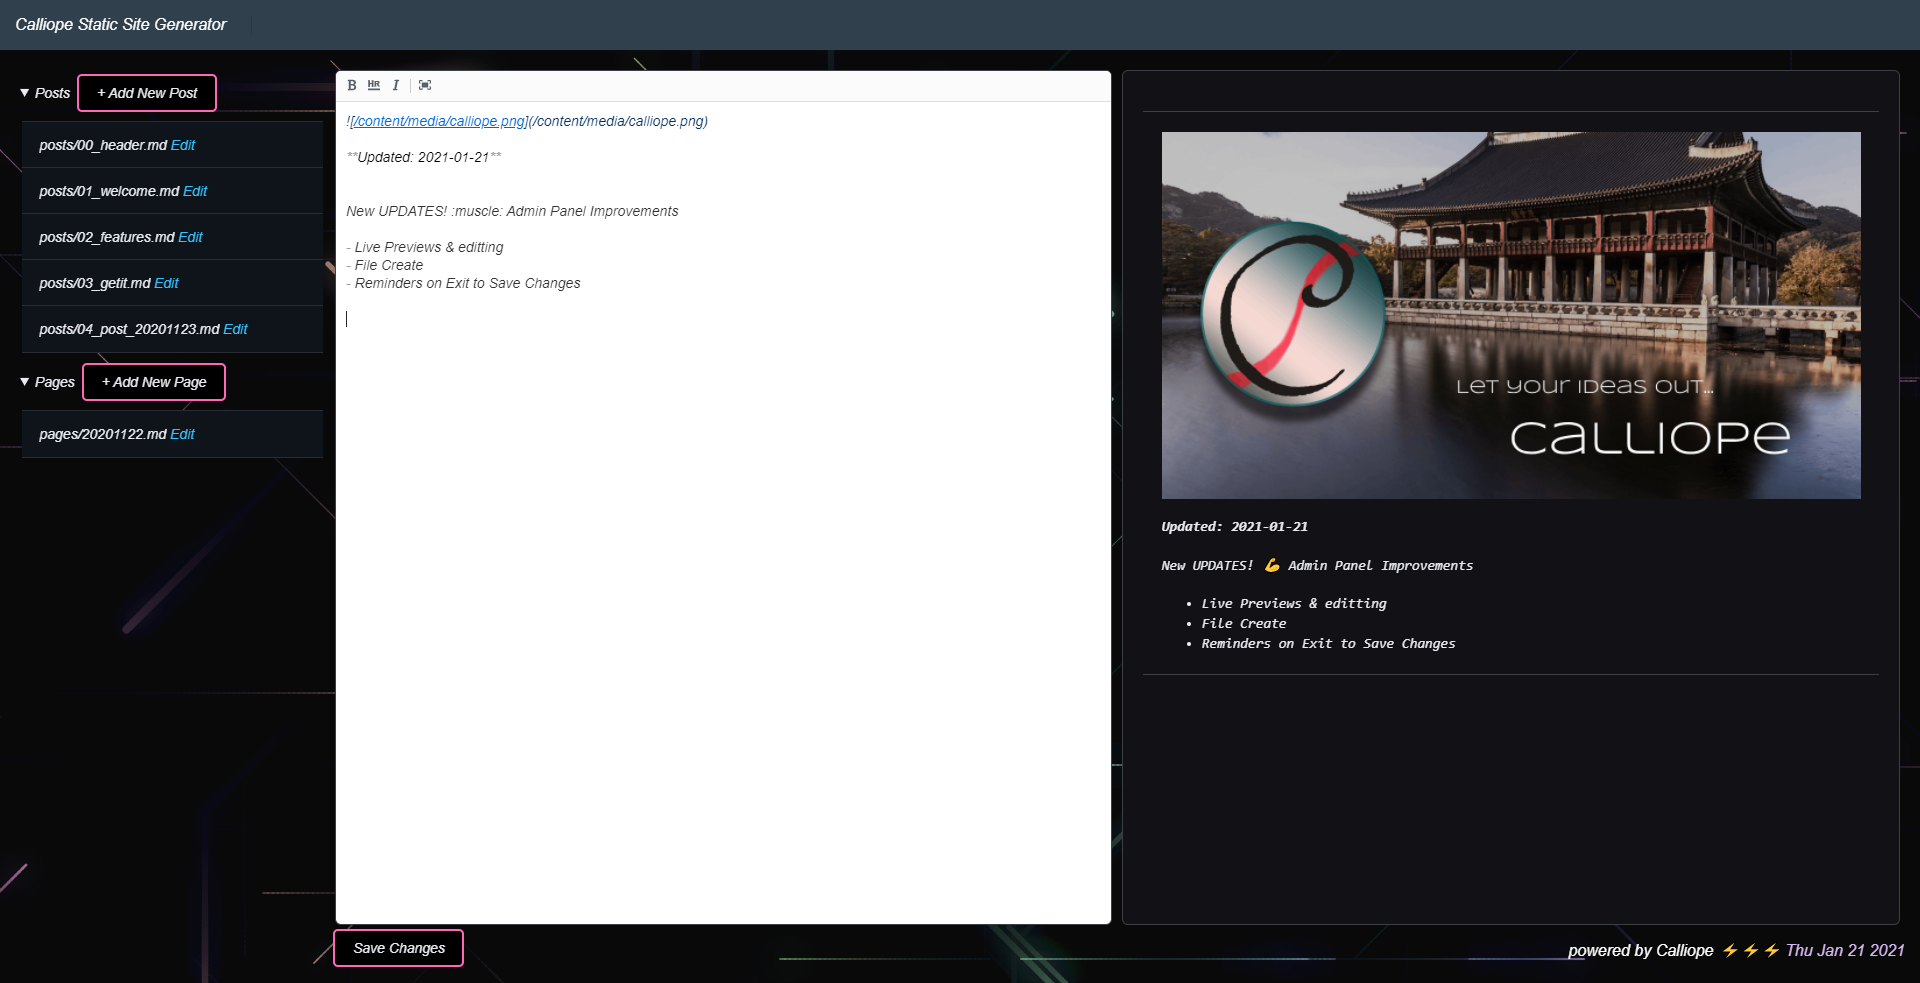 Calliope Static Site Generator
▼ Posts + Add New Post
posts/00_header.md Edit
posts/01_welcome.md Edit
posts/02_features.md Edit
posts/03_getit.md Edit
posts/04_post_20201123.md Edit
▼ Pages + Add New Page
pages/20201122.md Edit
B HR I
![/content/media/calliope.png](/content/media/calliope.png)
**Updated: 2021-01-21**
New UPDATES! :muscle: Admin Panel Improvements
- Live Previews & editting
- File Create
- Reminders on Exit to Save Changes
Save Changes
Let your ideas out...
Calliope
Updated: 2021-01-21
New UPDATES! 💪 Admin Panel Improvements
• Live Previews & editting
• File Create
• Reminders on Exit to Save Changes
powered by Calliope ⚡⚡⚡ Thu Jan 21 2021